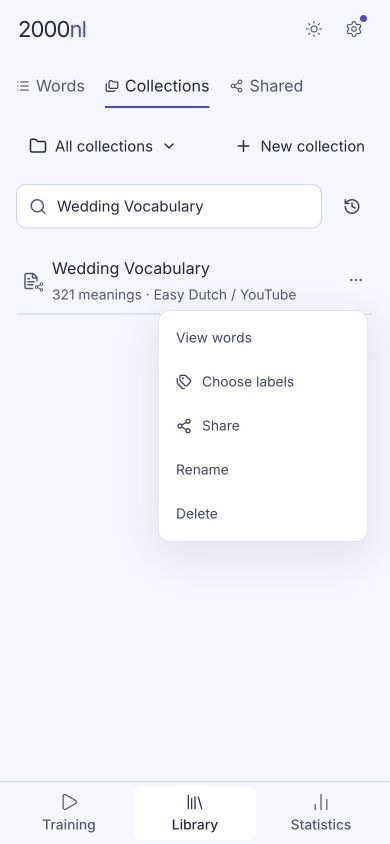 2000nl
Words
Collections
Shared
All collections
New collection
Wedding Vocabulary
Wedding Vocabulary
321 meanings · Easy Dutch / YouTube
View words
Choose labels
Share
Rename
Delete
Training
Library
Statistics